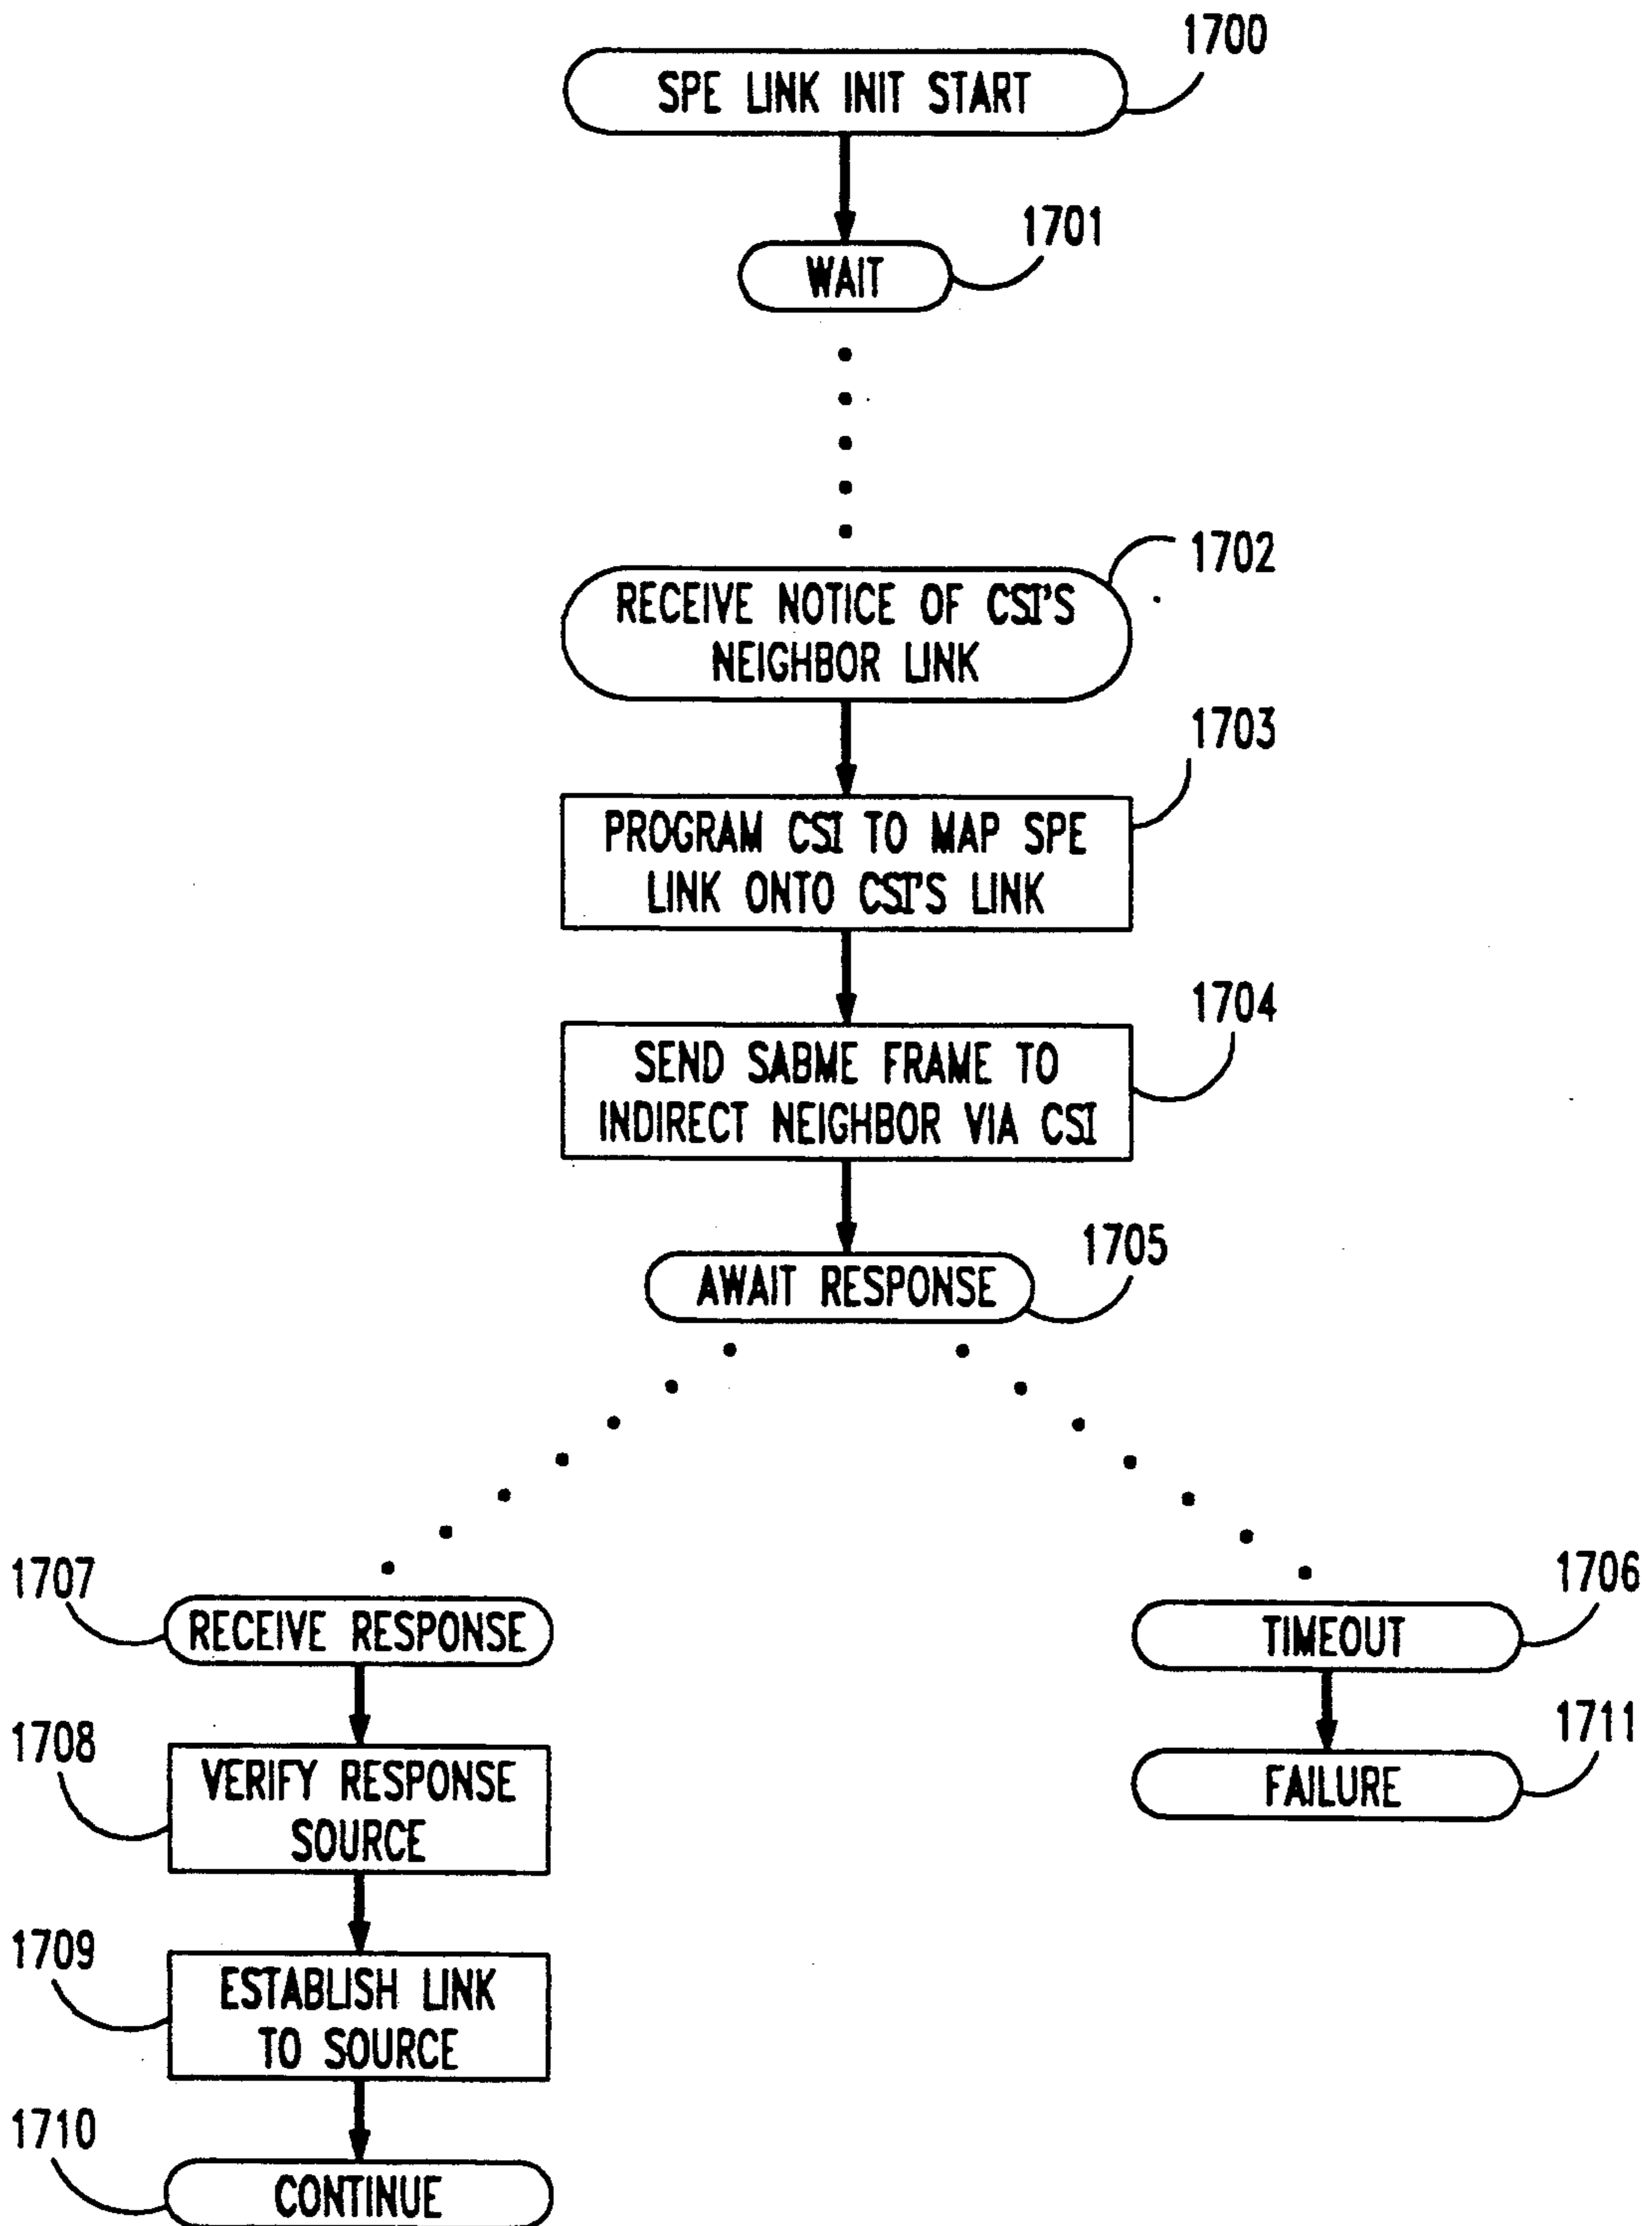 1700
SPE LINK INIT START
1701
WAIT
1702
RECEIVE NOTICE OF CSI'S
NEIGHBOR LINK
1703
PROGRAM CSI TO MAP SPE
LINK ONTO CSI'S LINK
1704
SEND SABME FRAME TO
INDIRECT NEIGHBOR VIA CSI
1705
AWAIT RESPONSE
1707
RECEIVE RESPONSE
1706
TIMEOUT
1708
VERIFY RESPONSE
SOURCE
1711
FAILURE
1709
ESTABLISH LINK
TO SOURCE
1710
CONTINUE